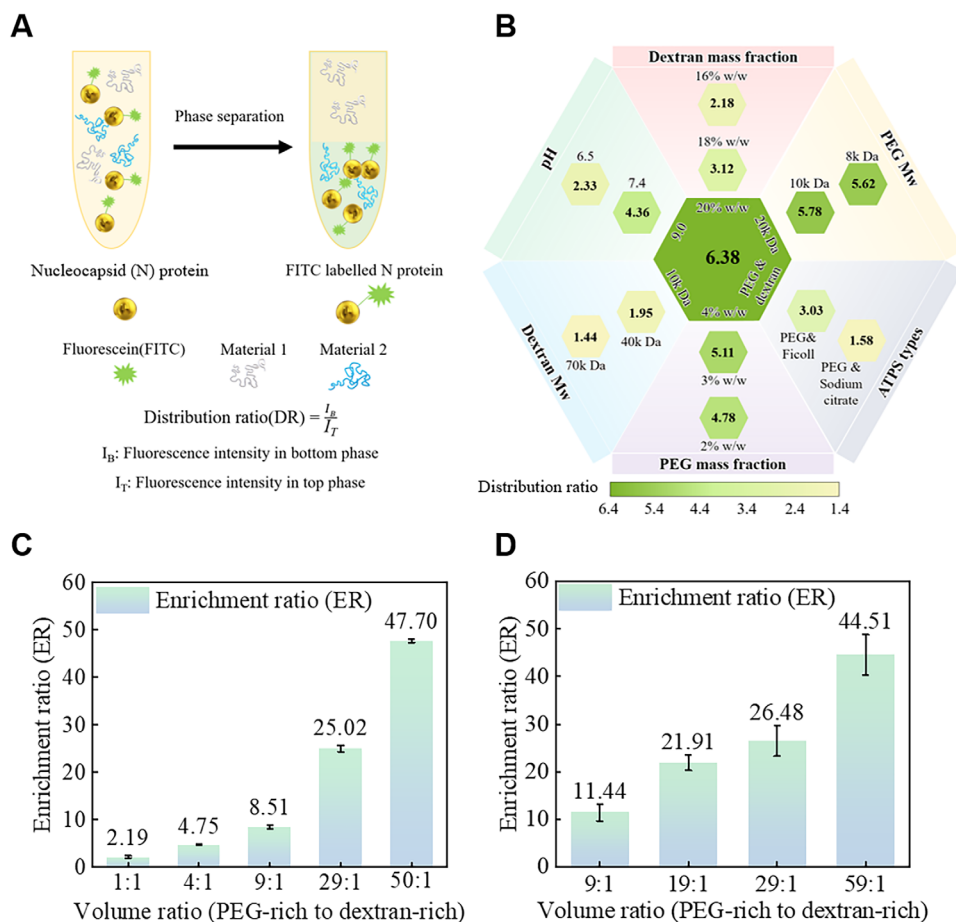 A
Phase separation
Nucleocapsid (N) protein
FITC labelled N protein
Fluorescein(FITC)
Material 1
Material 2
Distribution ratio(DR) = I_B/I_T
I_B: Fluorescence intensity in bottom phase
I_T: Fluorescence intensity in top phase
B
Dextran mass fraction
16% w/w
2.18
18% w/w
3.12
20% w/w
PEG Mw
8k Da
5.62
10k Da
5.78
20k Da
pH
6.5
2.33
7.4
4.36
9.0
6.38
10k Da
PEG & dextran
4% w/w
Dextran Mw
1.95
40k Da
1.44
70k Da
3.03
PEG& Ficoll
1.58
PEG & Sodium citrate
ATPS types
5.11
3% w/w
4.78
2% w/w
PEG mass fraction
Distribution ratio
6.4 5.4 4.4 3.4 2.4 1.4
C
Enrichment ratio (ER)
60
50
40
30
20
10
0
Enrichment ratio (ER)
2.19
4.75
8.51
25.02
47.70
1:1 4:1 9:1 29:1 50:1
Volume ratio (PEG-rich to dextran-rich)
D
Enrichment ratio (ER)
60
50
40
30
20
10
0
Enrichment ratio (ER)
11.44
21.91
26.48
44.51
9:1 19:1 29:1 59:1
Volume ratio (PEG-rich to dextran-rich)